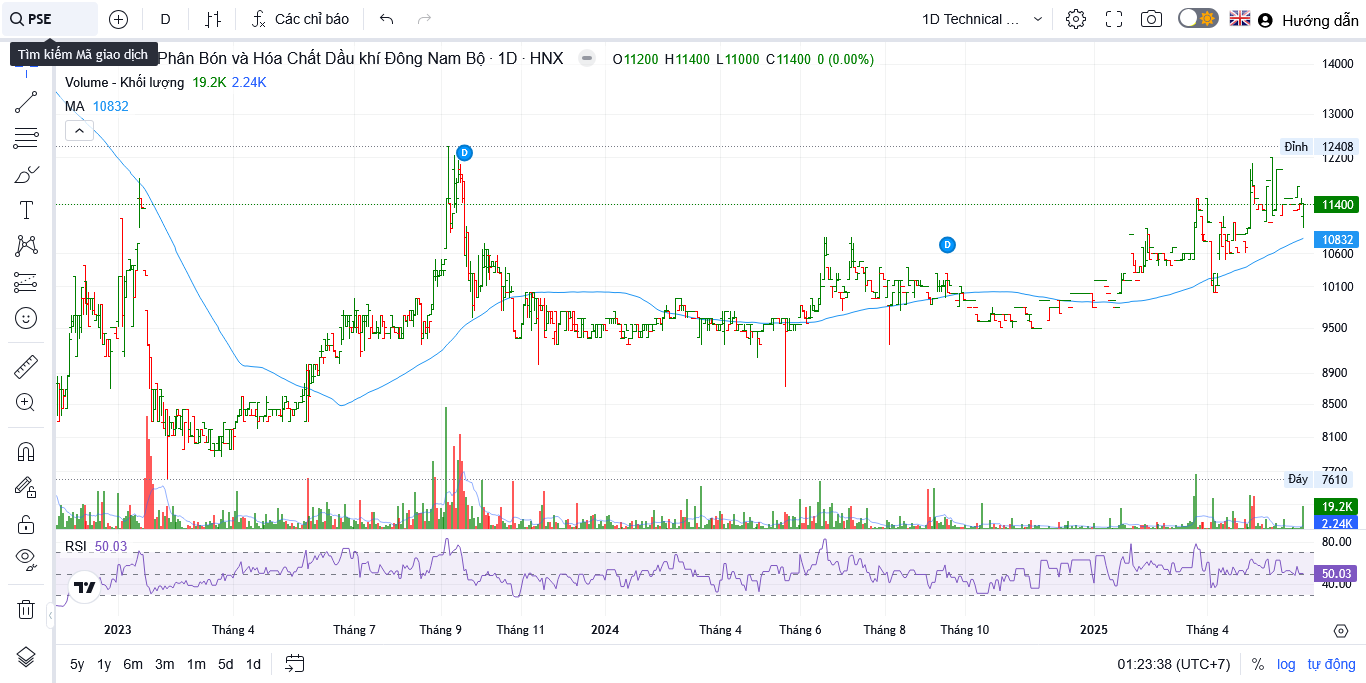 PSE
D
Các chỉ báo
1D Technical ...
Hướng dẫn
Tìm kiếm Mã giao dịch
Phân Bón và Hóa Chất Dầu khí Đông Nam Bộ · 1D · HNX
O11200 H11400 L11000 C11400 0 (0.00%)
Volume - Khối lượng 19.2K 2.24K
MA 10832
D
D
14000
13000
Đỉnh 12408
12200
11400
10832
10600
10100
9500
8900
8500
8100
7700
Đáy 7610
19.2K
2.24K
RSI 50.03
80.00
50.03
40.00
2023 Tháng 4 Tháng 7 Tháng 9 Tháng 11 2024 Tháng 4 Tháng 6 Tháng 8 Tháng 10 2025 Tháng 4
5y 1y 6m 3m 1m 5d 1d
01:23:38 (UTC+7) % log tự động